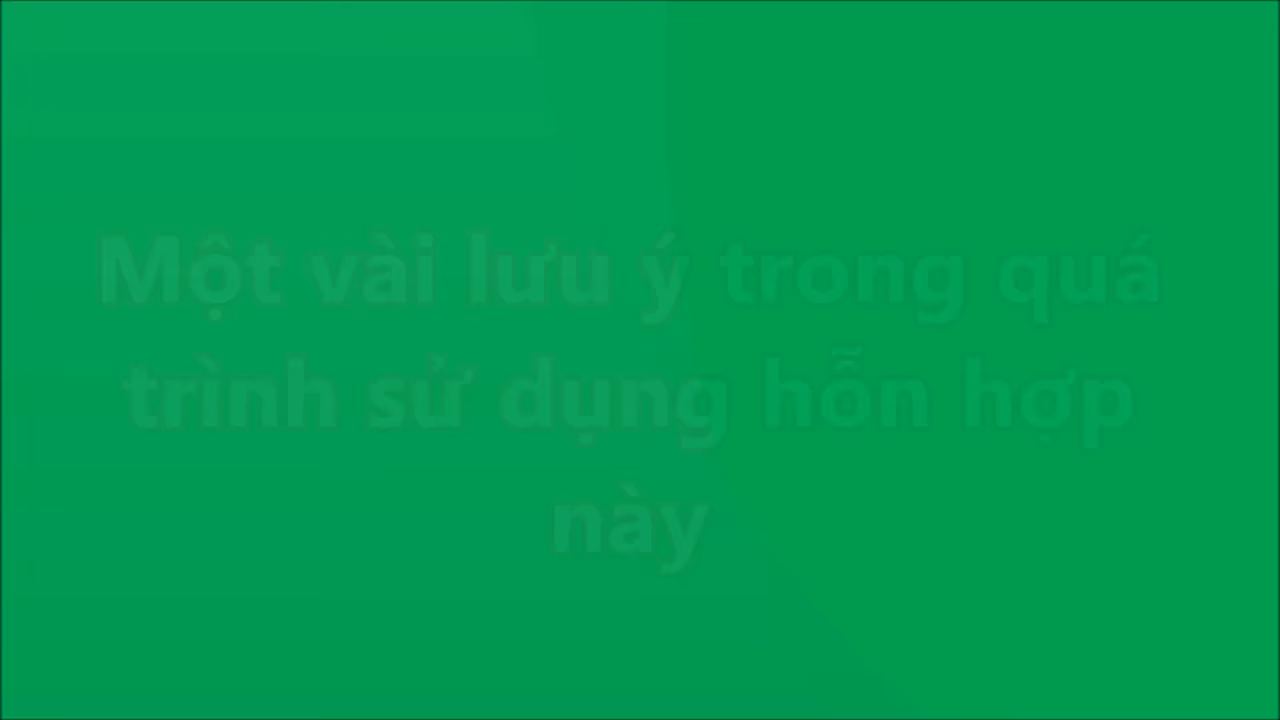 Một vài lưu ý trong quá
trình sử dụng hỗn hợp
này